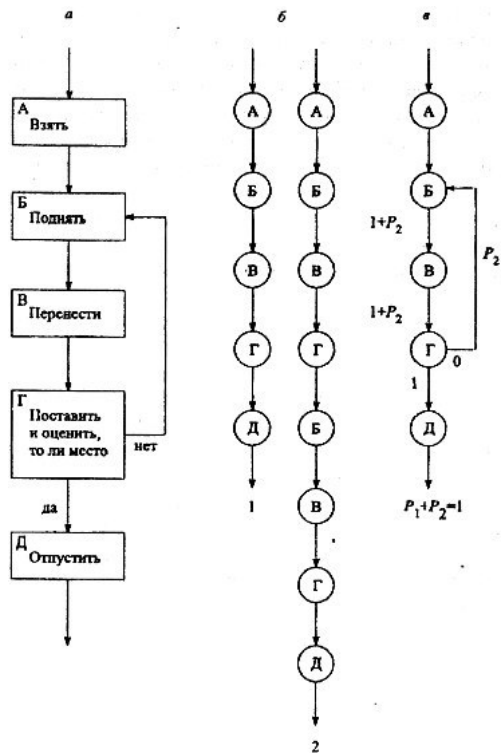 а
А
Взять
Б
Поднять
В
Перенести
Г
Поставить
и оценить,
то ли место
нет
да
Д
Отпустить
б
А
Б
В
Г
Д
1
А
Б
В
Г
Б
В
Г
Д
2
в
А
Б
1+P₂
P₂
В
1+P₂
Г
0
1
Д
P₁+P₂=1